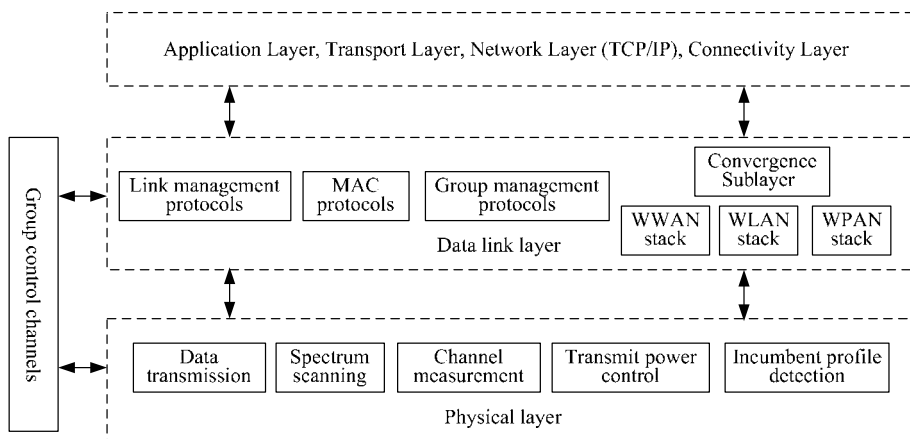 Application Layer, Transport Layer, Network Layer (TCP/IP), Connectivity Layer
Group control channels
Link management
protocols
MAC
protocols
Group management
protocols
Convergence
Sublayer
WWAN
stack
WLAN
stack
WPAN
stack
Data link layer
Data
transmission
Spectrum
scanning
Channel
measurement
Transmit power
control
Incumbent profile
detection
Physical layer